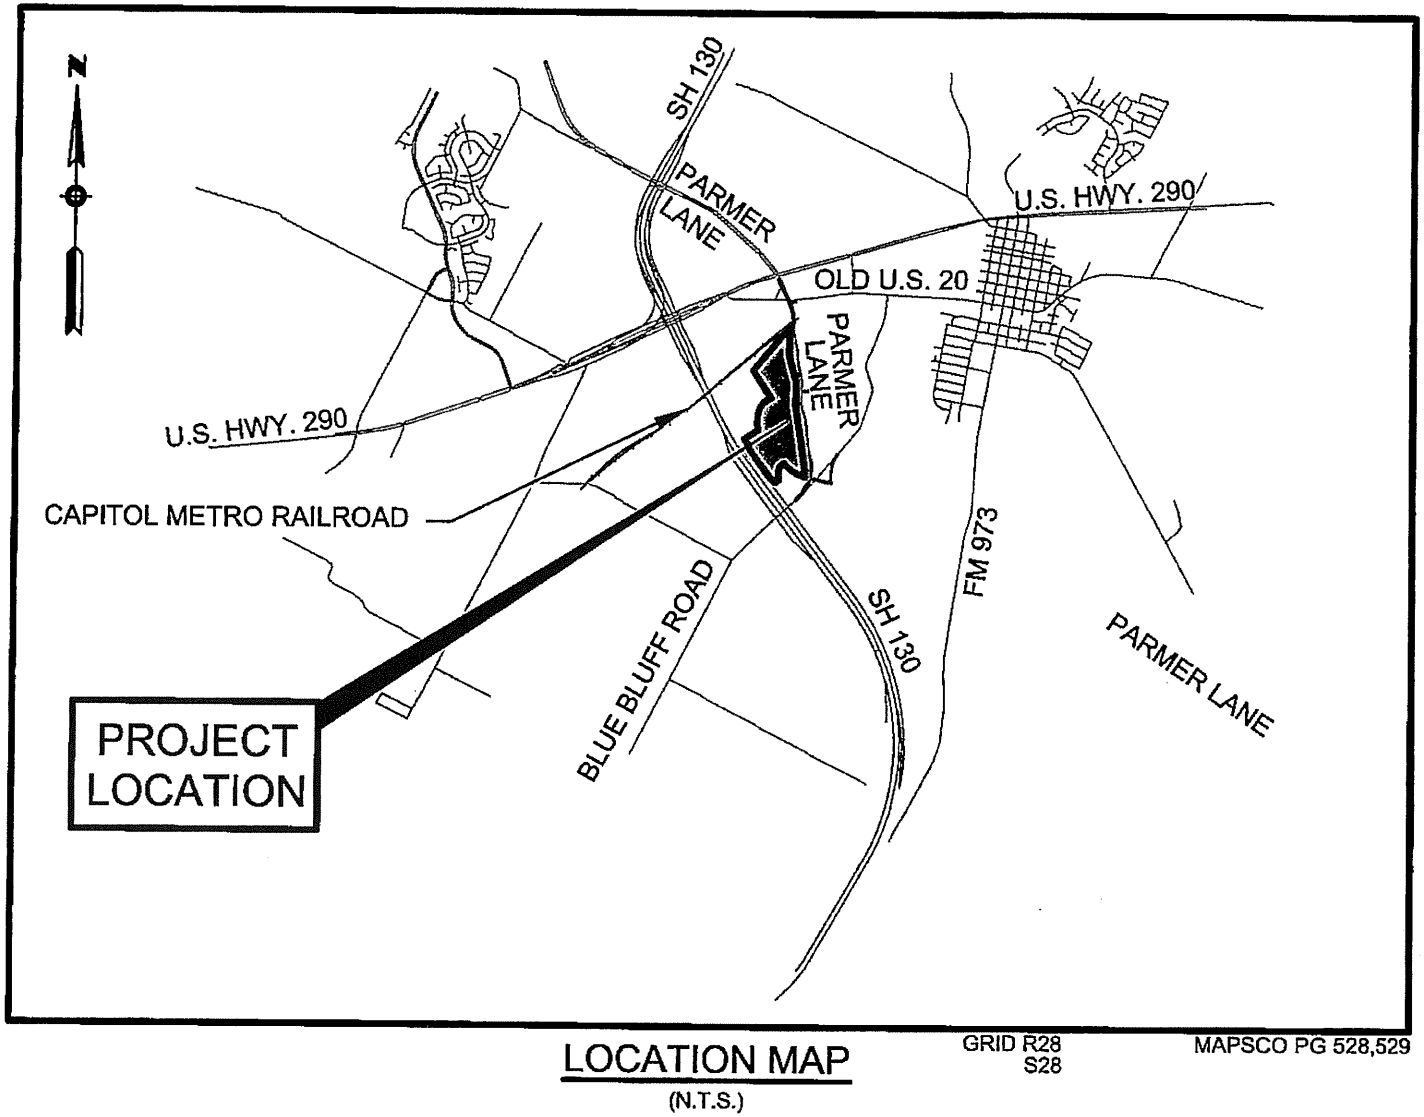 N
SH 130
PARMER
LANE
U.S. HWY. 290
OLD U.S. 20
PARMER
LANE
U.S. HWY. 290
CAPITOL METRO RAILROAD
FM 973
SH 130
BLUE BLUFF ROAD
PARMER LANE
PROJECT
LOCATION
LOCATION MAP
(N.T.S.)
GRID R28
S28
MAPSCO PG 528,529